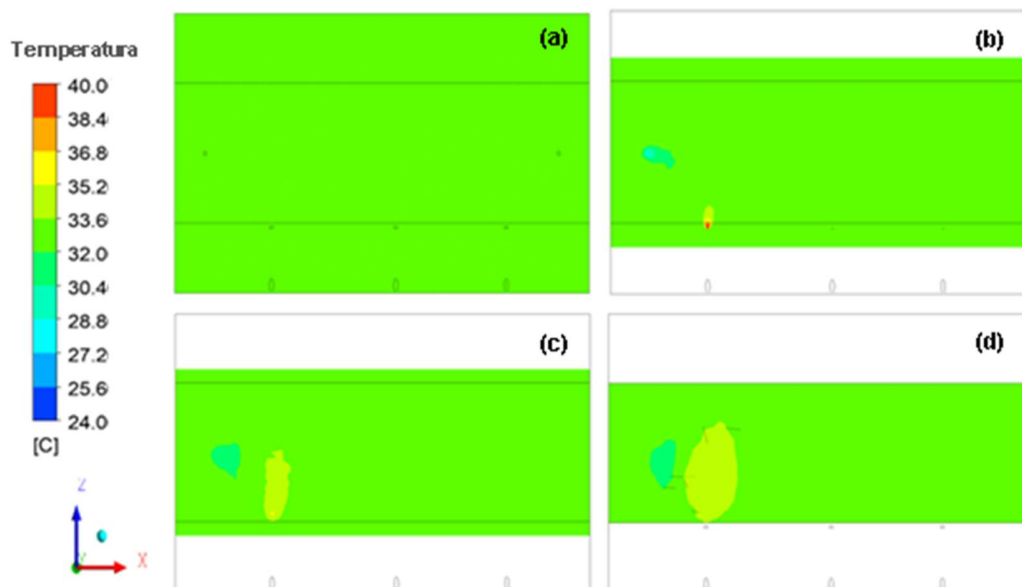 Temperatura
40.0
38.4
36.8
35.2
33.6
32.0
30.4
28.8
27.2
25.6
24.0
[C]
Z
Y
X
(a)
(b)
(c)
(d)